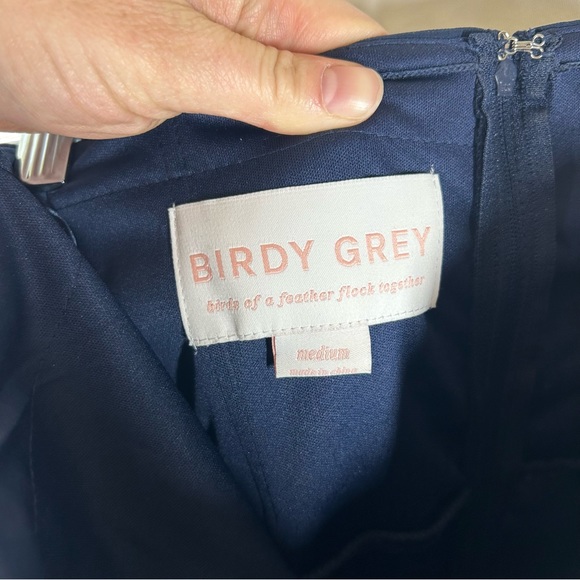 BIRDY GREY
birds of a feather flock together
medium
made in china